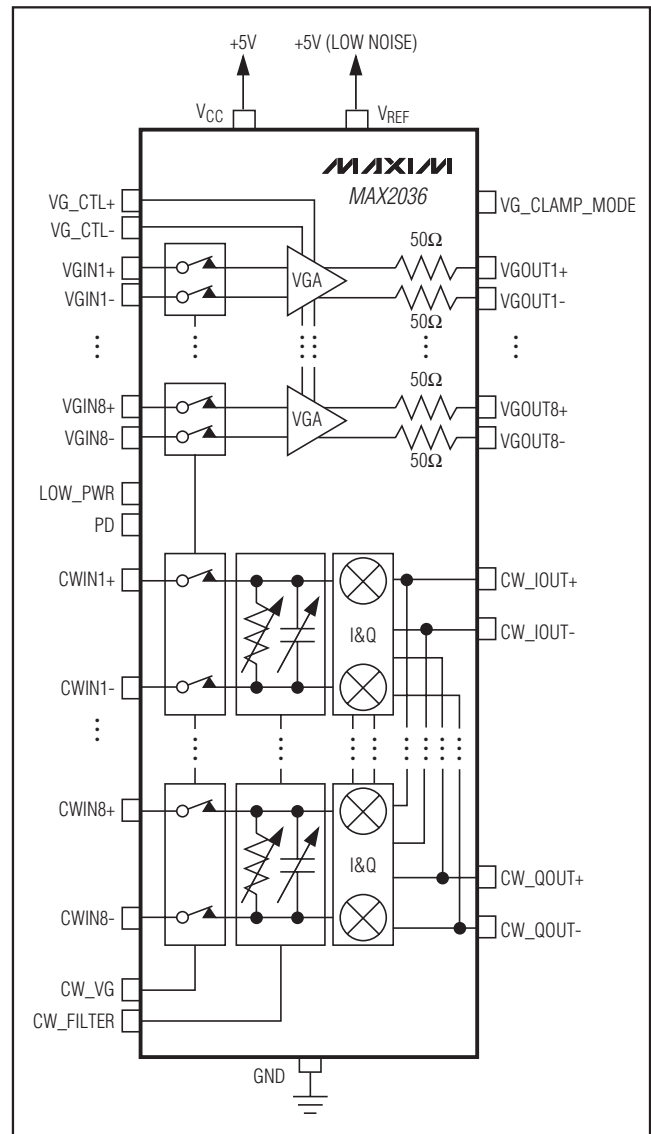 +5V
+5V (LOW NOISE)
VCC
VREF
MAXIM
MAX2036
VG_CTL+
VG_CTL-
VG_CLAMP_MODE
VGIN1+
VGIN1-
VGA
50Ω
50Ω
VGOUT1+
VGOUT1-
VGIN8+
VGIN8-
VGA
50Ω
50Ω
VGOUT8+
VGOUT8-
LOW_PWR
PD
CWIN1+
CWIN1-
I&Q
CW_IOUT+
CW_IOUT-
CWIN8+
CWIN8-
I&Q
CW_QOUT+
CW_QOUT-
CW_VG
CW_FILTER
GND